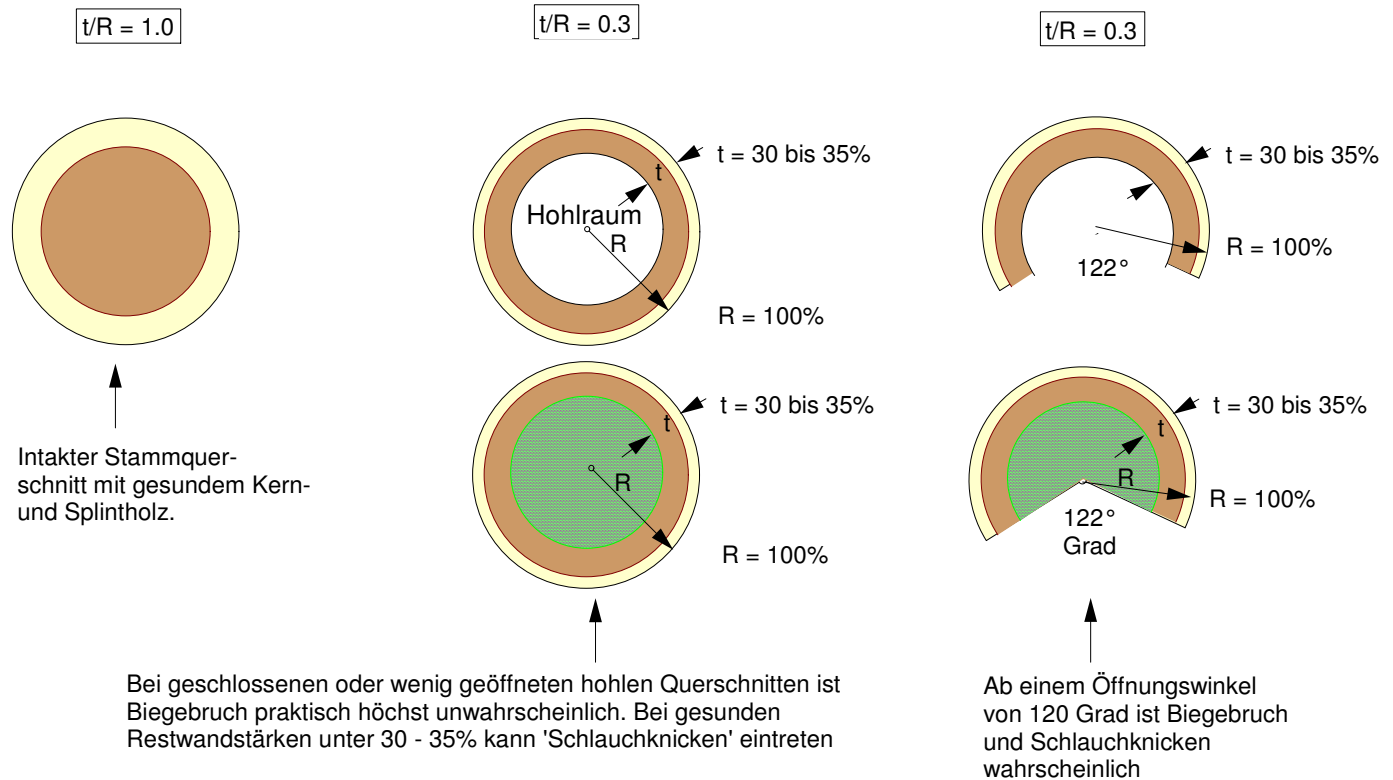 t/R = 1.0
t/R = 0.3
t/R = 0.3
t = 30 bis 35%
t
Hohlraum
R
R = 100%
t = 30 bis 35%
122°
R = 100%
t = 30 bis 35%
t
R
R = 100%
t = 30 bis 35%
t
R
R = 100%
122°
Grad
Intakter Stammquer-
schnitt mit gesundem Kern-
und Splintholz.
Bei geschlossenen oder wenig geöffneten hohlen Querschnitten ist
Biegebruch praktisch höchst unwahrscheinlich. Bei gesunden
Restwandstärken unter 30 - 35% kann 'Schlauchknicken' eintreten
Ab einem Öffnungswinkel
von 120 Grad ist Biegebruch
und Schlauchknicken
wahrscheinlich